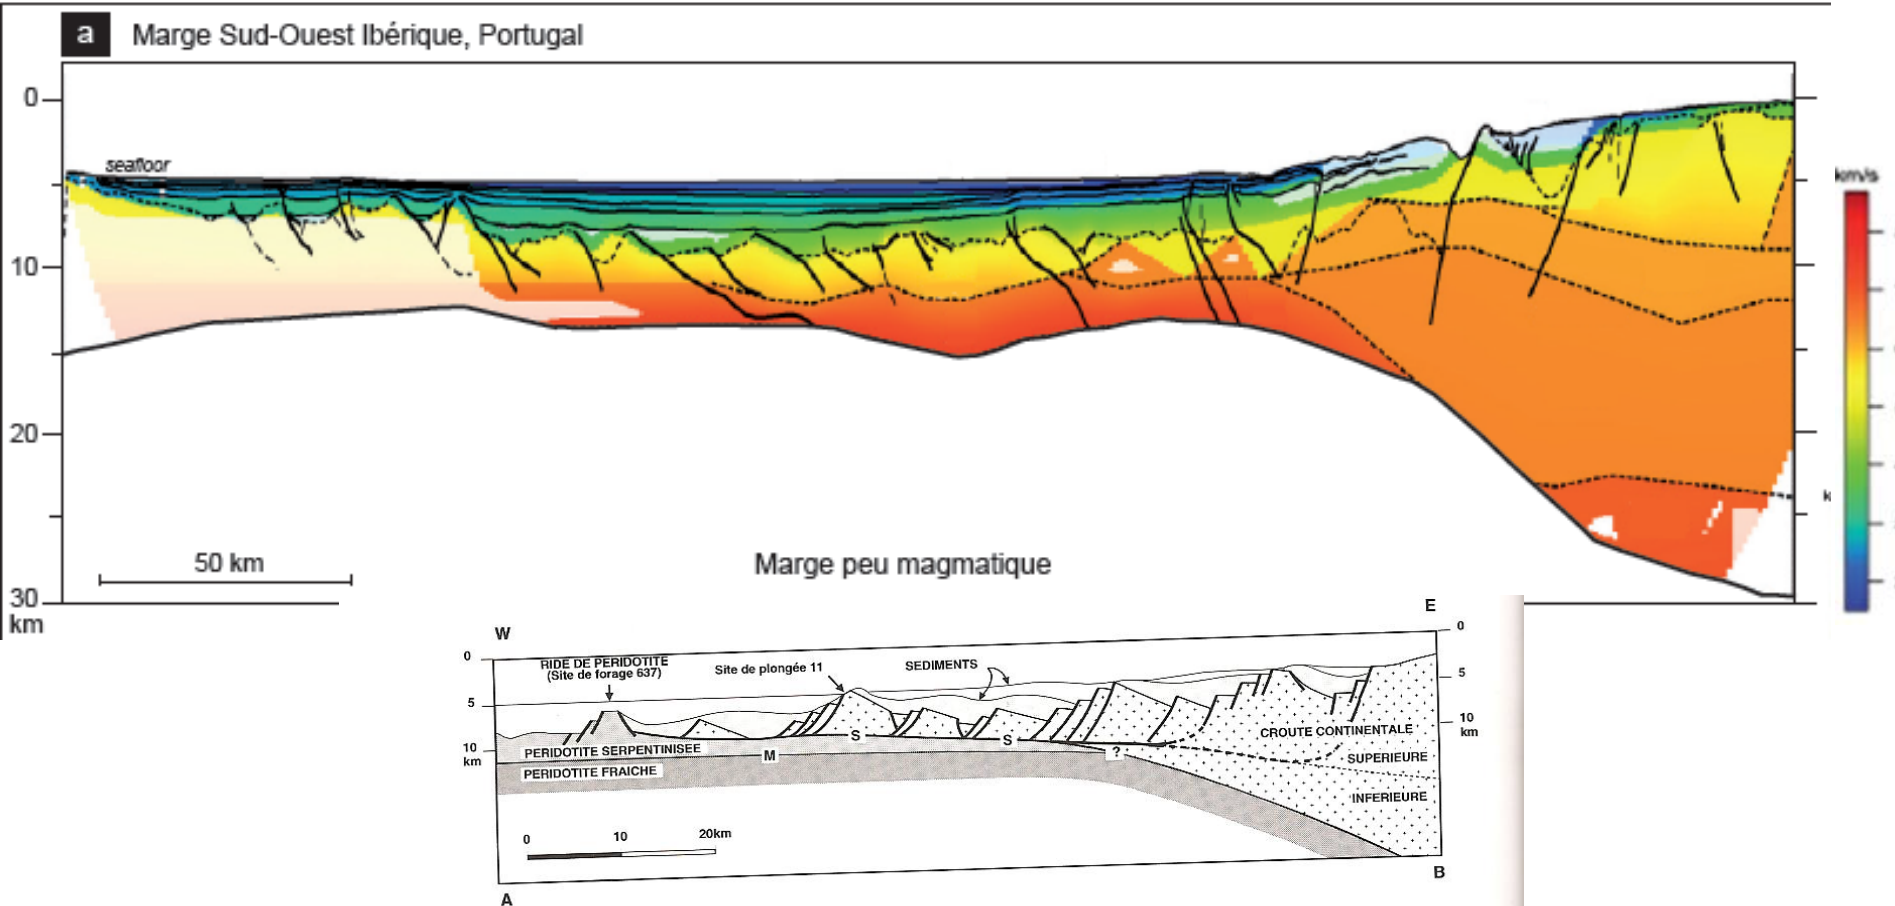 a Marge Sud-Ouest Ibérique, Portugal
0
seafloor
km/s
10
20
50 km
Marge peu magmatique
30
km
W
E
0
0
RIDE DE PERIDOTITE
(Site de forage 637)
Site de plongée 11
SEDIMENTS
5
5
10
km
CROUTE CONTINENTALE
S
S
10
km
PERIDOTITE SERPENTINISEE
M
?
SUPERIEURE
PERIDOTITE FRAICHE
INFERIEURE
0 10 20km
A
B